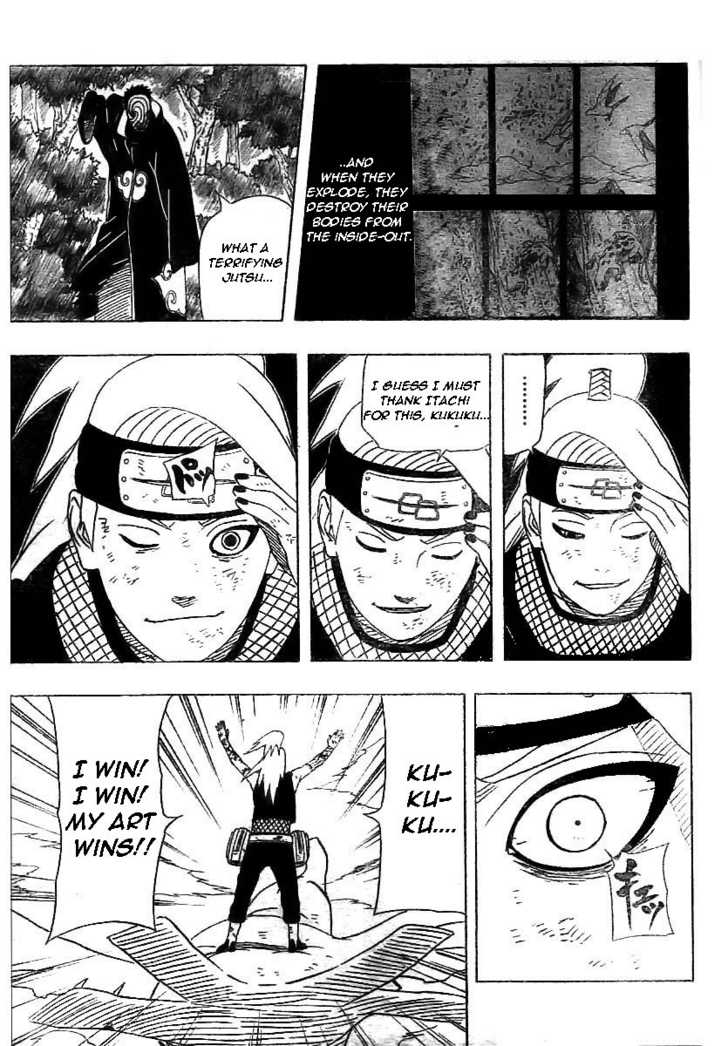 ..AND
WHEN THEY
EXPLODE, THEY
DESTROY THEIR
BODIES FROM
THE INSIDE-OUT.
WHAT A
TERRIFYING
JUTSU...
.........
I GUESS I MUST
THANK ITACHI
FOR THIS, KUKUKU...
KU-
KU-
KU....
I WIN!
I WIN!
MY ART
WINS!!